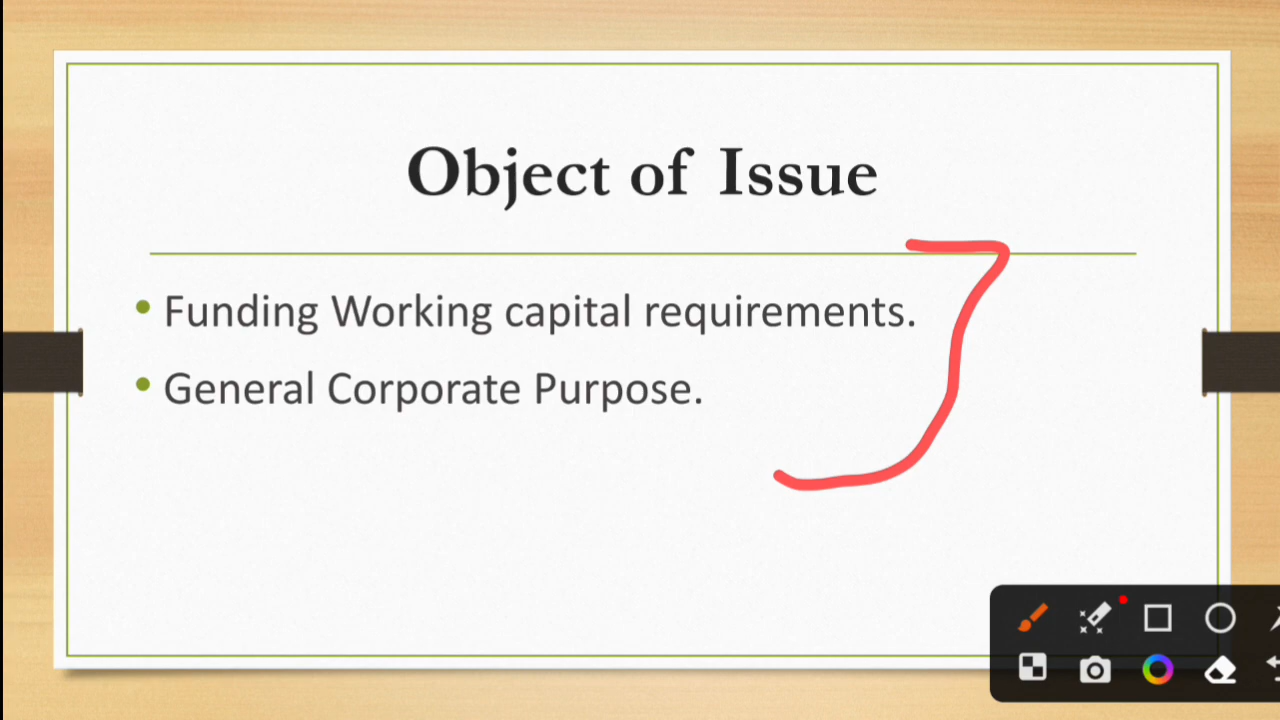 Object of Issue
• Funding Working capital requirements.
• General Corporate Purpose.